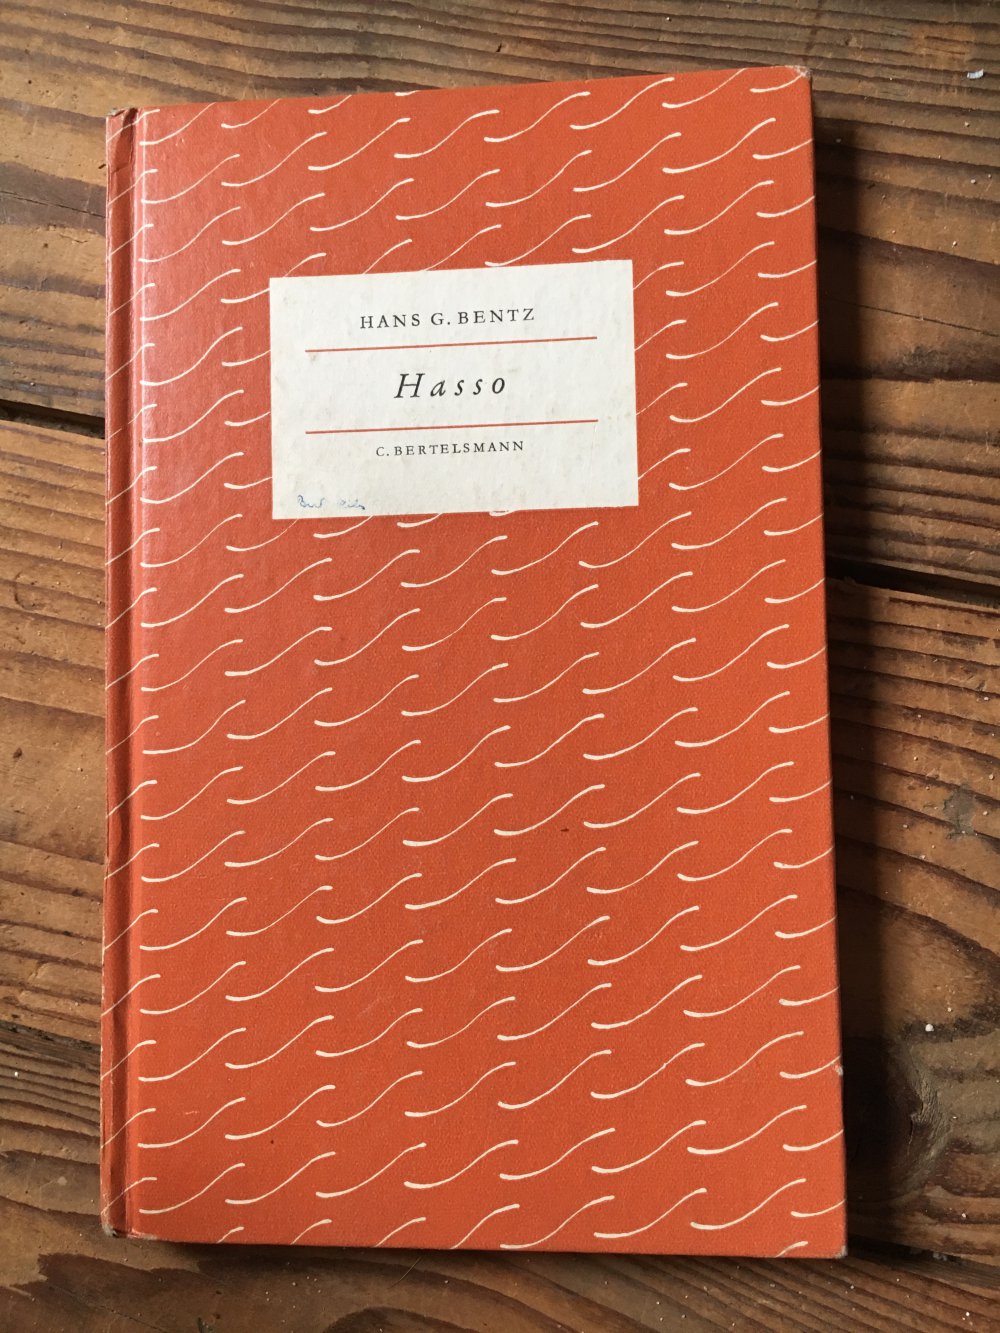 HANS G. BENTZ
Hasso
C. BERTELSMANN